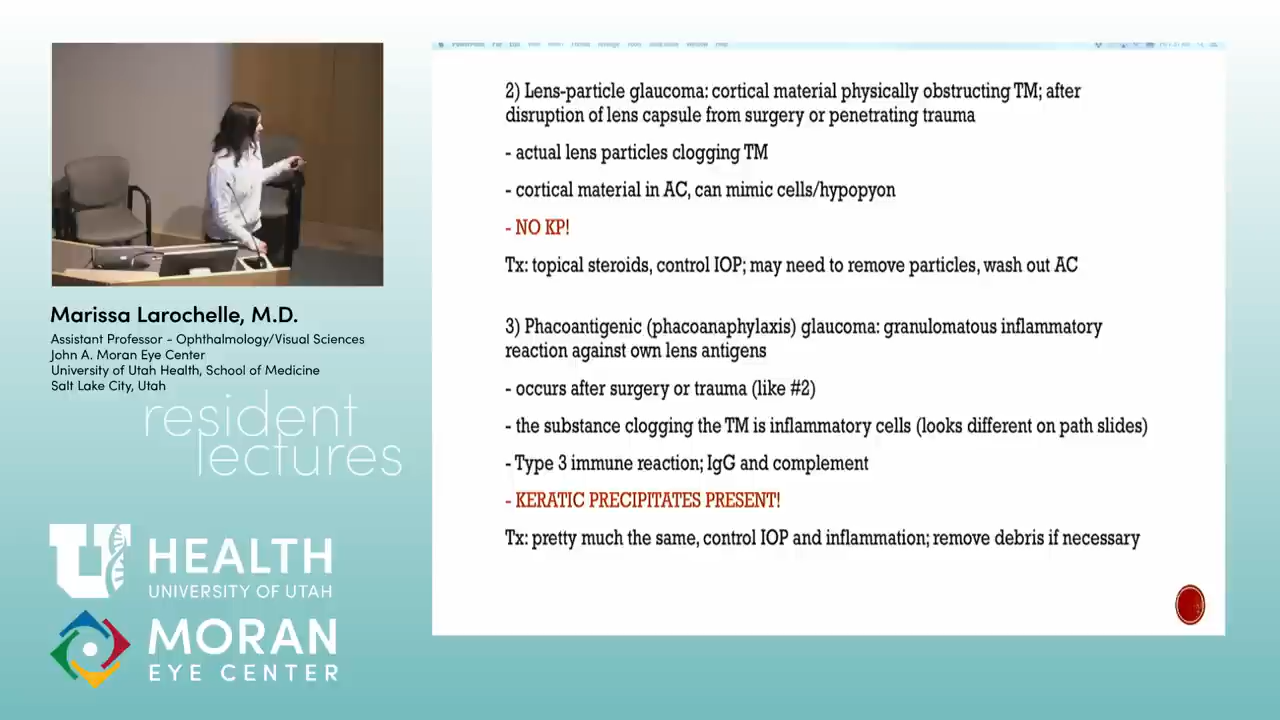 2) Lens-particle glaucoma: cortical material physically obstructing TM; after
disruption of lens capsule from surgery or penetrating trauma
- actual lens particles clogging TM
- cortical material in AC, can mimic cells/hypopyon
- NO KP!
Tx: topical steroids, control IOP; may need to remove particles, wash out AC
3) Phacoantigenic (phacoanaphylaxis) glaucoma: granulomatous inflammatory
reaction against own lens antigens
- occurs after surgery or trauma (like #2)
- the substance clogging the TM is inflammatory cells (looks different on path slides)
- Type 3 immune reaction; IgG and complement
- KERATIC PRECIPITATES PRESENT!
Tx: pretty much the same, control IOP and inflammation; remove debris if necessary
Marissa Larochelle, M.D.
Assistant Professor - Ophthalmology/Visual Sciences
John A. Moran Eye Center
University of Utah Health, School of Medicine
Salt Lake City, Utah
resident
lectures
U HEALTH
UNIVERSITY OF UTAH
MORAN
EYE CENTER